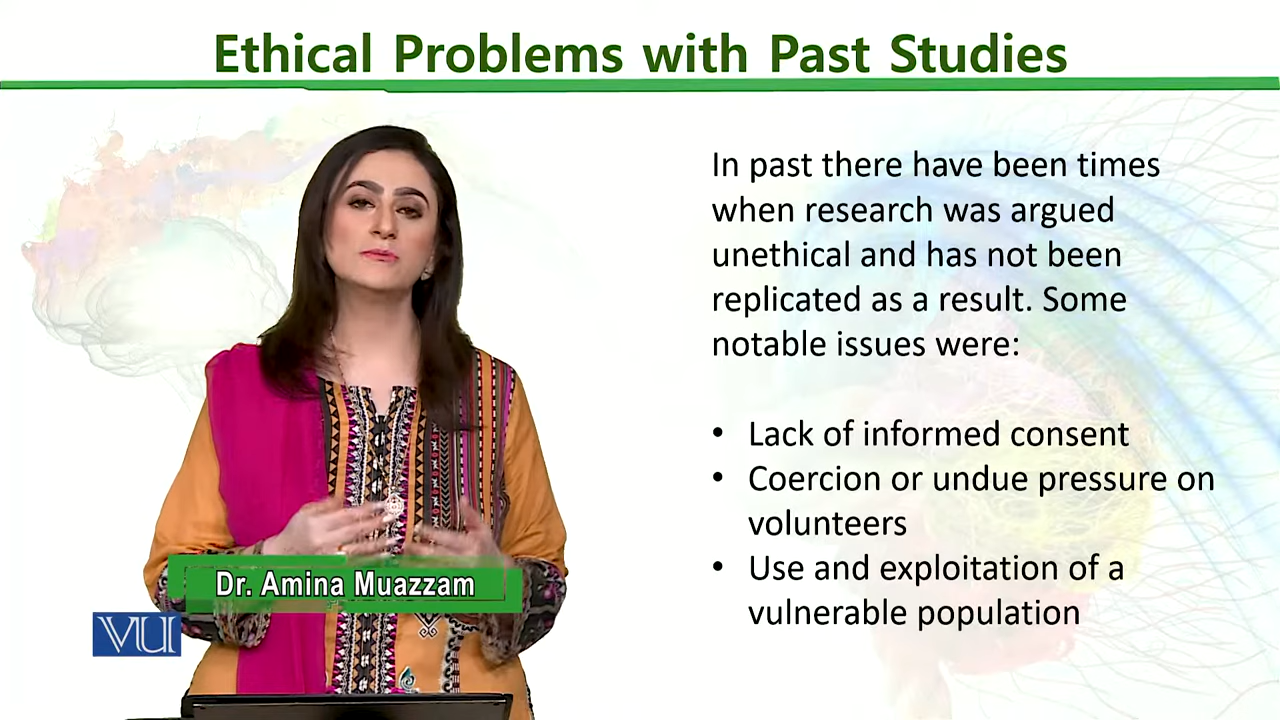 Ethical Problems with Past Studies
In past there have been times
when research was argued
unethical and has not been
replicated as a result. Some
notable issues were:
• Lack of informed consent
• Coercion or undue pressure on
volunteers
• Use and exploitation of a
vulnerable population
Dr. Amina Muazzam
VU